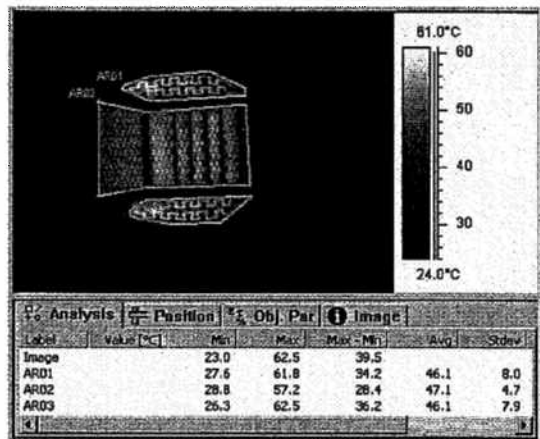 61.0°C
60
AR01
AR02
50
40
30
24.0°C
Analysis Position Obj. Par Image
Label Value [°C] Min Max Max - Min Avg Stdev
Image 23.0 62.5 39.5
AR01 27.6 61.8 34.2 46.1 8.0
AR02 28.8 57.2 28.4 47.1 4.7
AR03 26.3 62.5 36.2 46.1 7.9